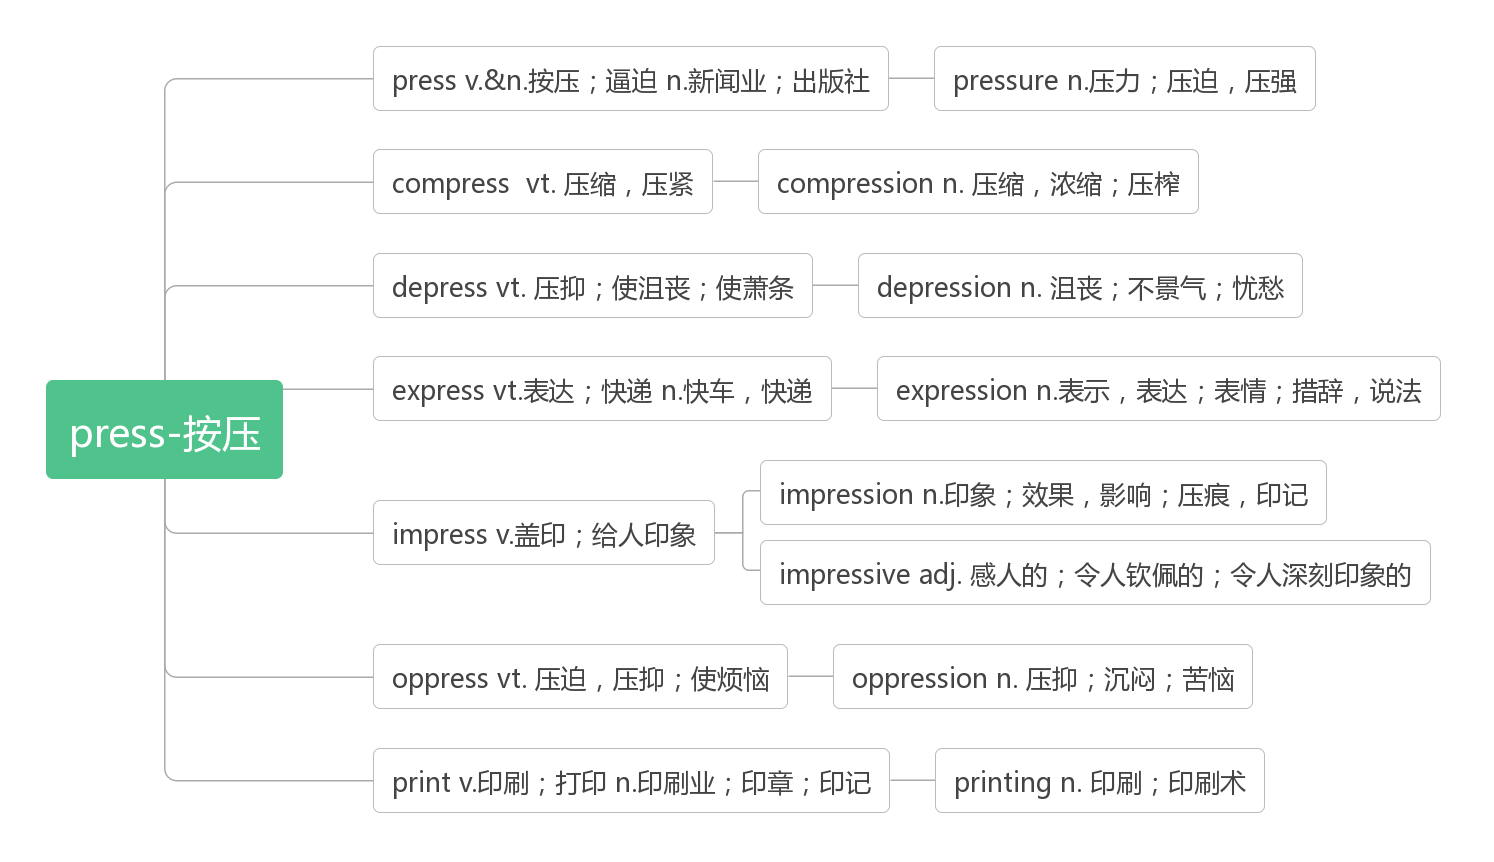 press-按压
press v.&n.按压；逼迫 n.新闻业；出版社
pressure n.压力；压迫，压强
compress  vt. 压缩，压紧
compression n. 压缩，浓缩；压榨
depress vt. 压抑；使沮丧；使萧条
depression n. 沮丧；不景气；忧愁
express vt.表达；快递 n.快车，快递
expression n.表示，表达；表情；措辞，说法
impress v.盖印；给人印象
impression n.印象；效果，影响；压痕，印记
impressive adj. 感人的；令人钦佩的；令人深刻印象的
oppress vt. 压迫，压抑；使烦恼
oppression n. 压抑；沉闷；苦恼
print v.印刷；打印 n.印刷业；印章；印记
printing n. 印刷；印刷术